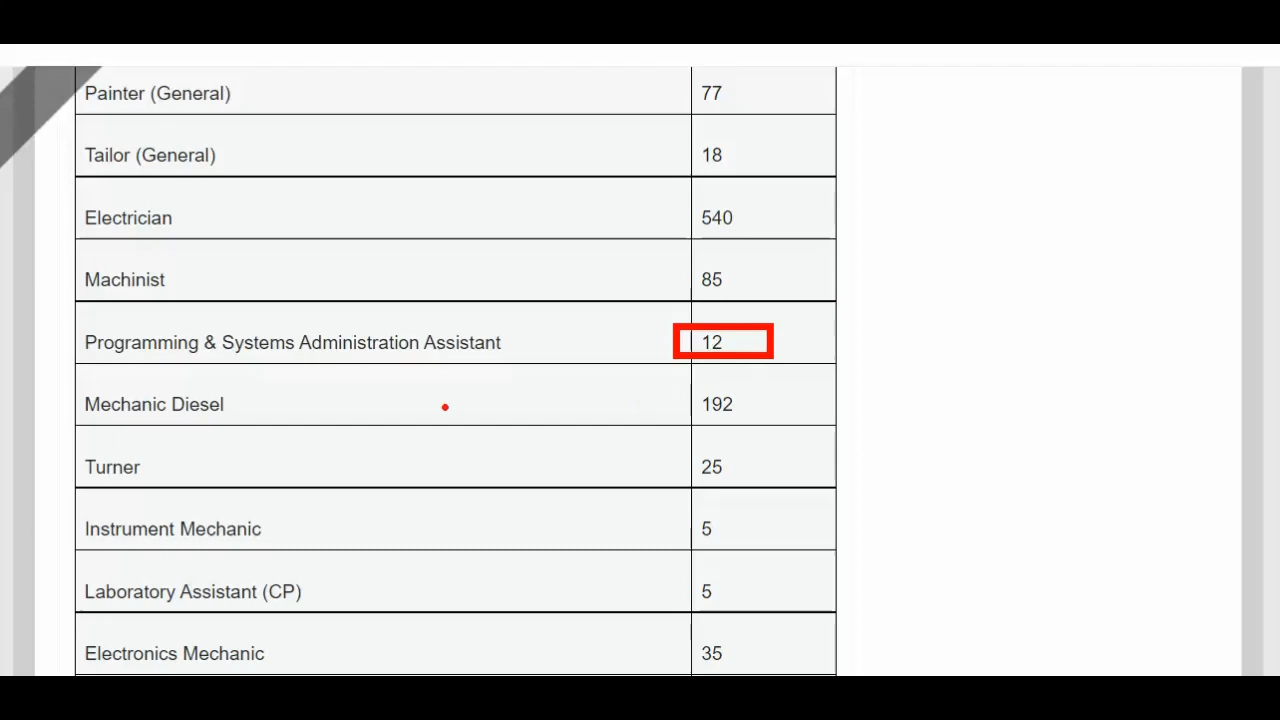 Painter (General) 77
Tailor (General) 18
Electrician 540
Machinist 85
Programming & Systems Administration Assistant 12
Mechanic Diesel 192
Turner 25
Instrument Mechanic 5
Laboratory Assistant (CP) 5
Electronics Mechanic 35